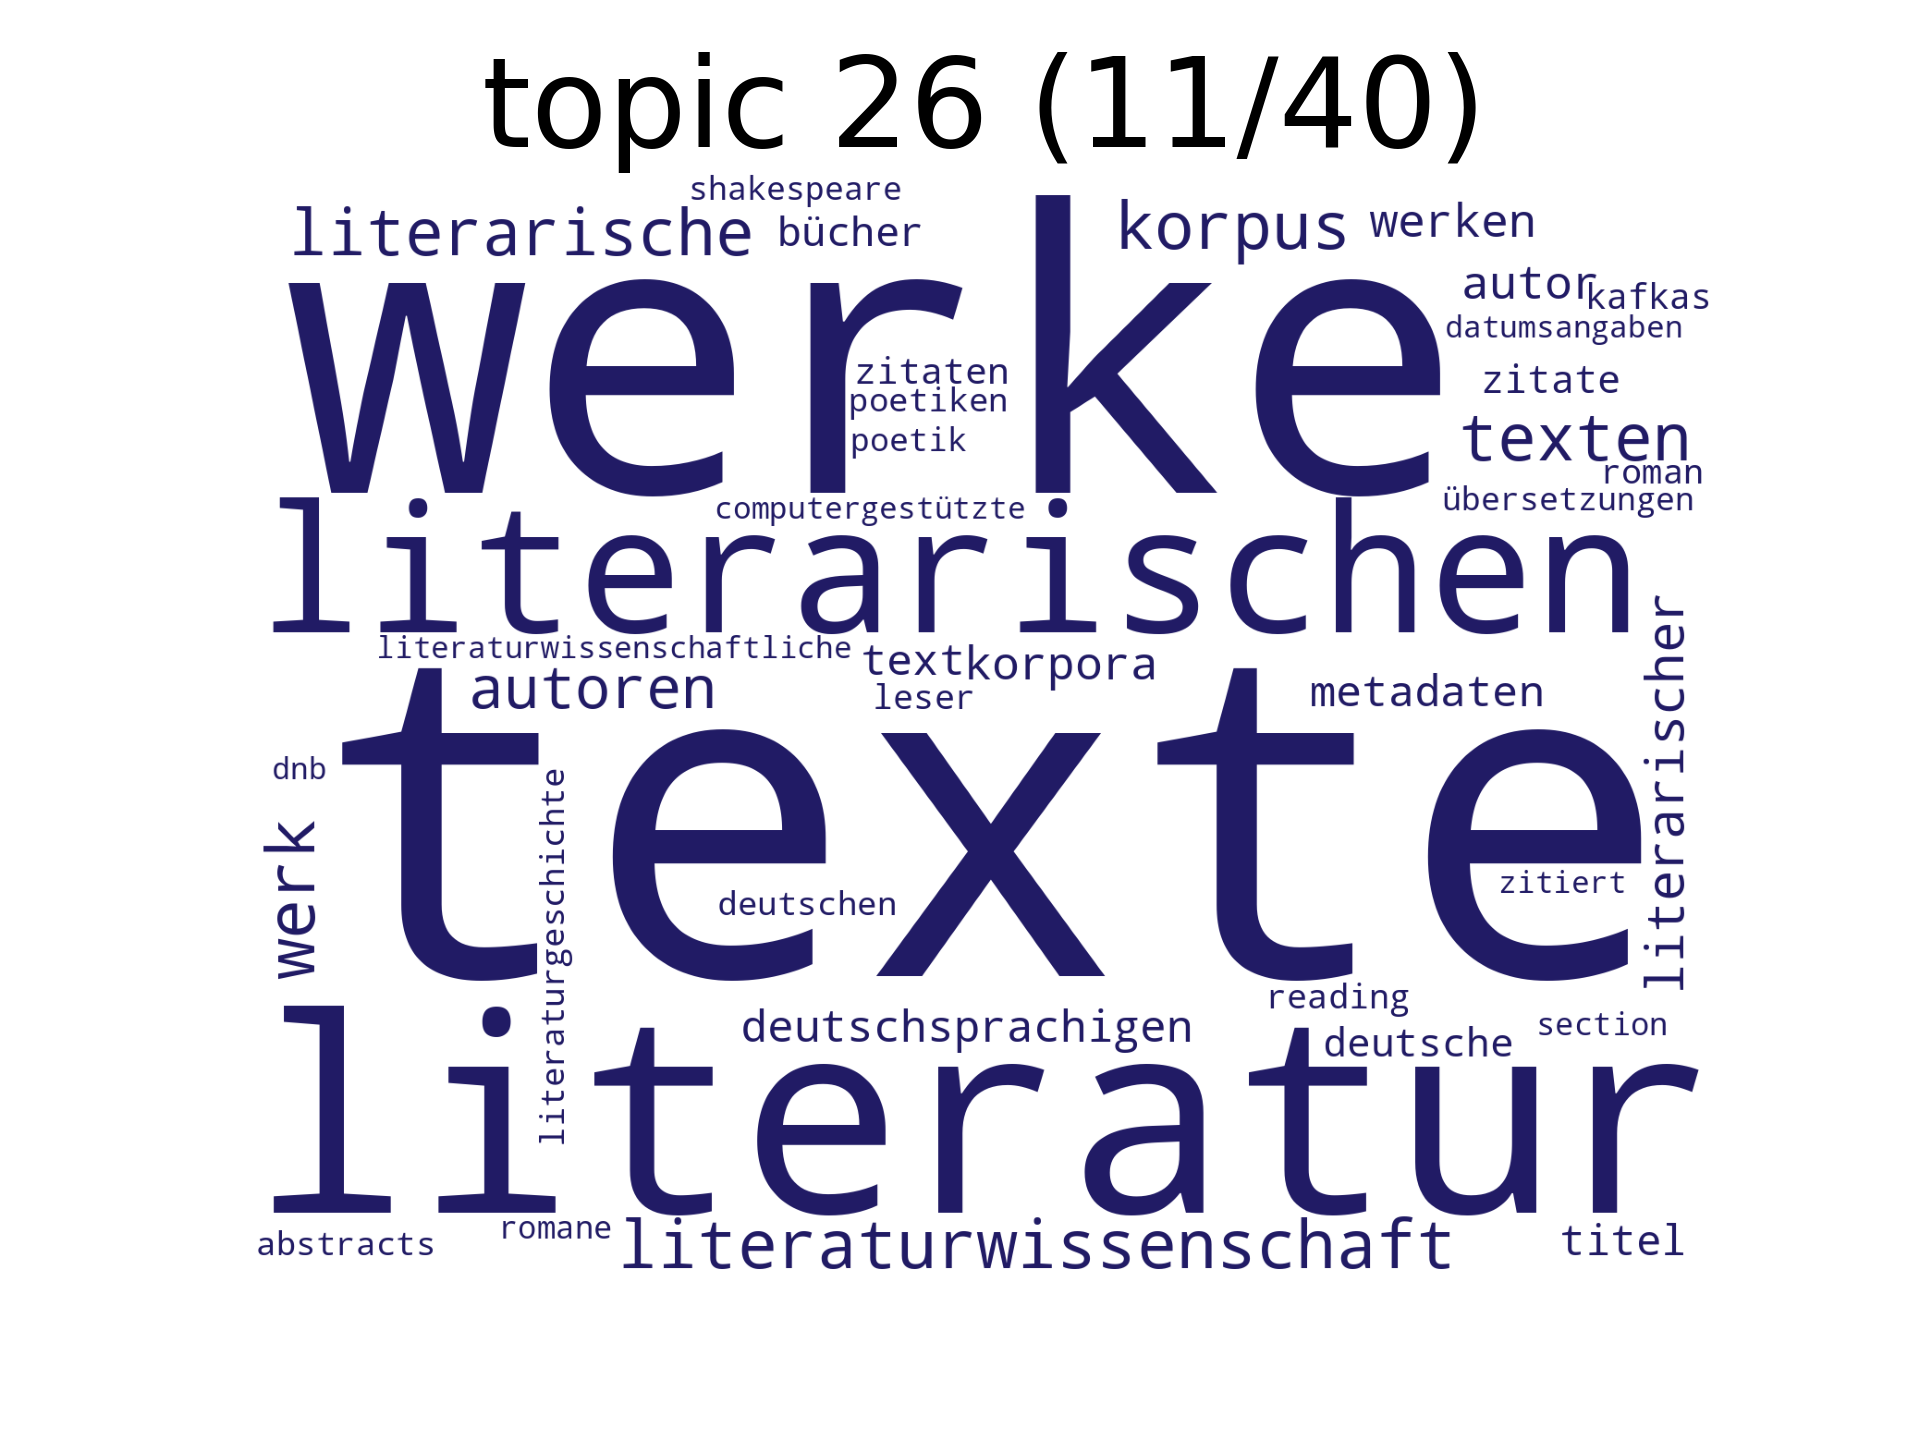 topic 26 (11/40)
shakespeare
literarische
bücher
korpus
werken
werke
autor
kafkas
datumsangaben
zitaten
zitate
poetiken
poetik
texten
roman
übersetzungen
computergestützte
literarischen
literaturwissenschaftliche
text
korpora
autoren
leser
metadaten
literarischer
dnb
texte
werk
literaturgeschichte
deutschen
zitiert
reading
deutschsprachigen
section
deutsche
literatur
romane
abstracts
literaturwissenschaft
titel